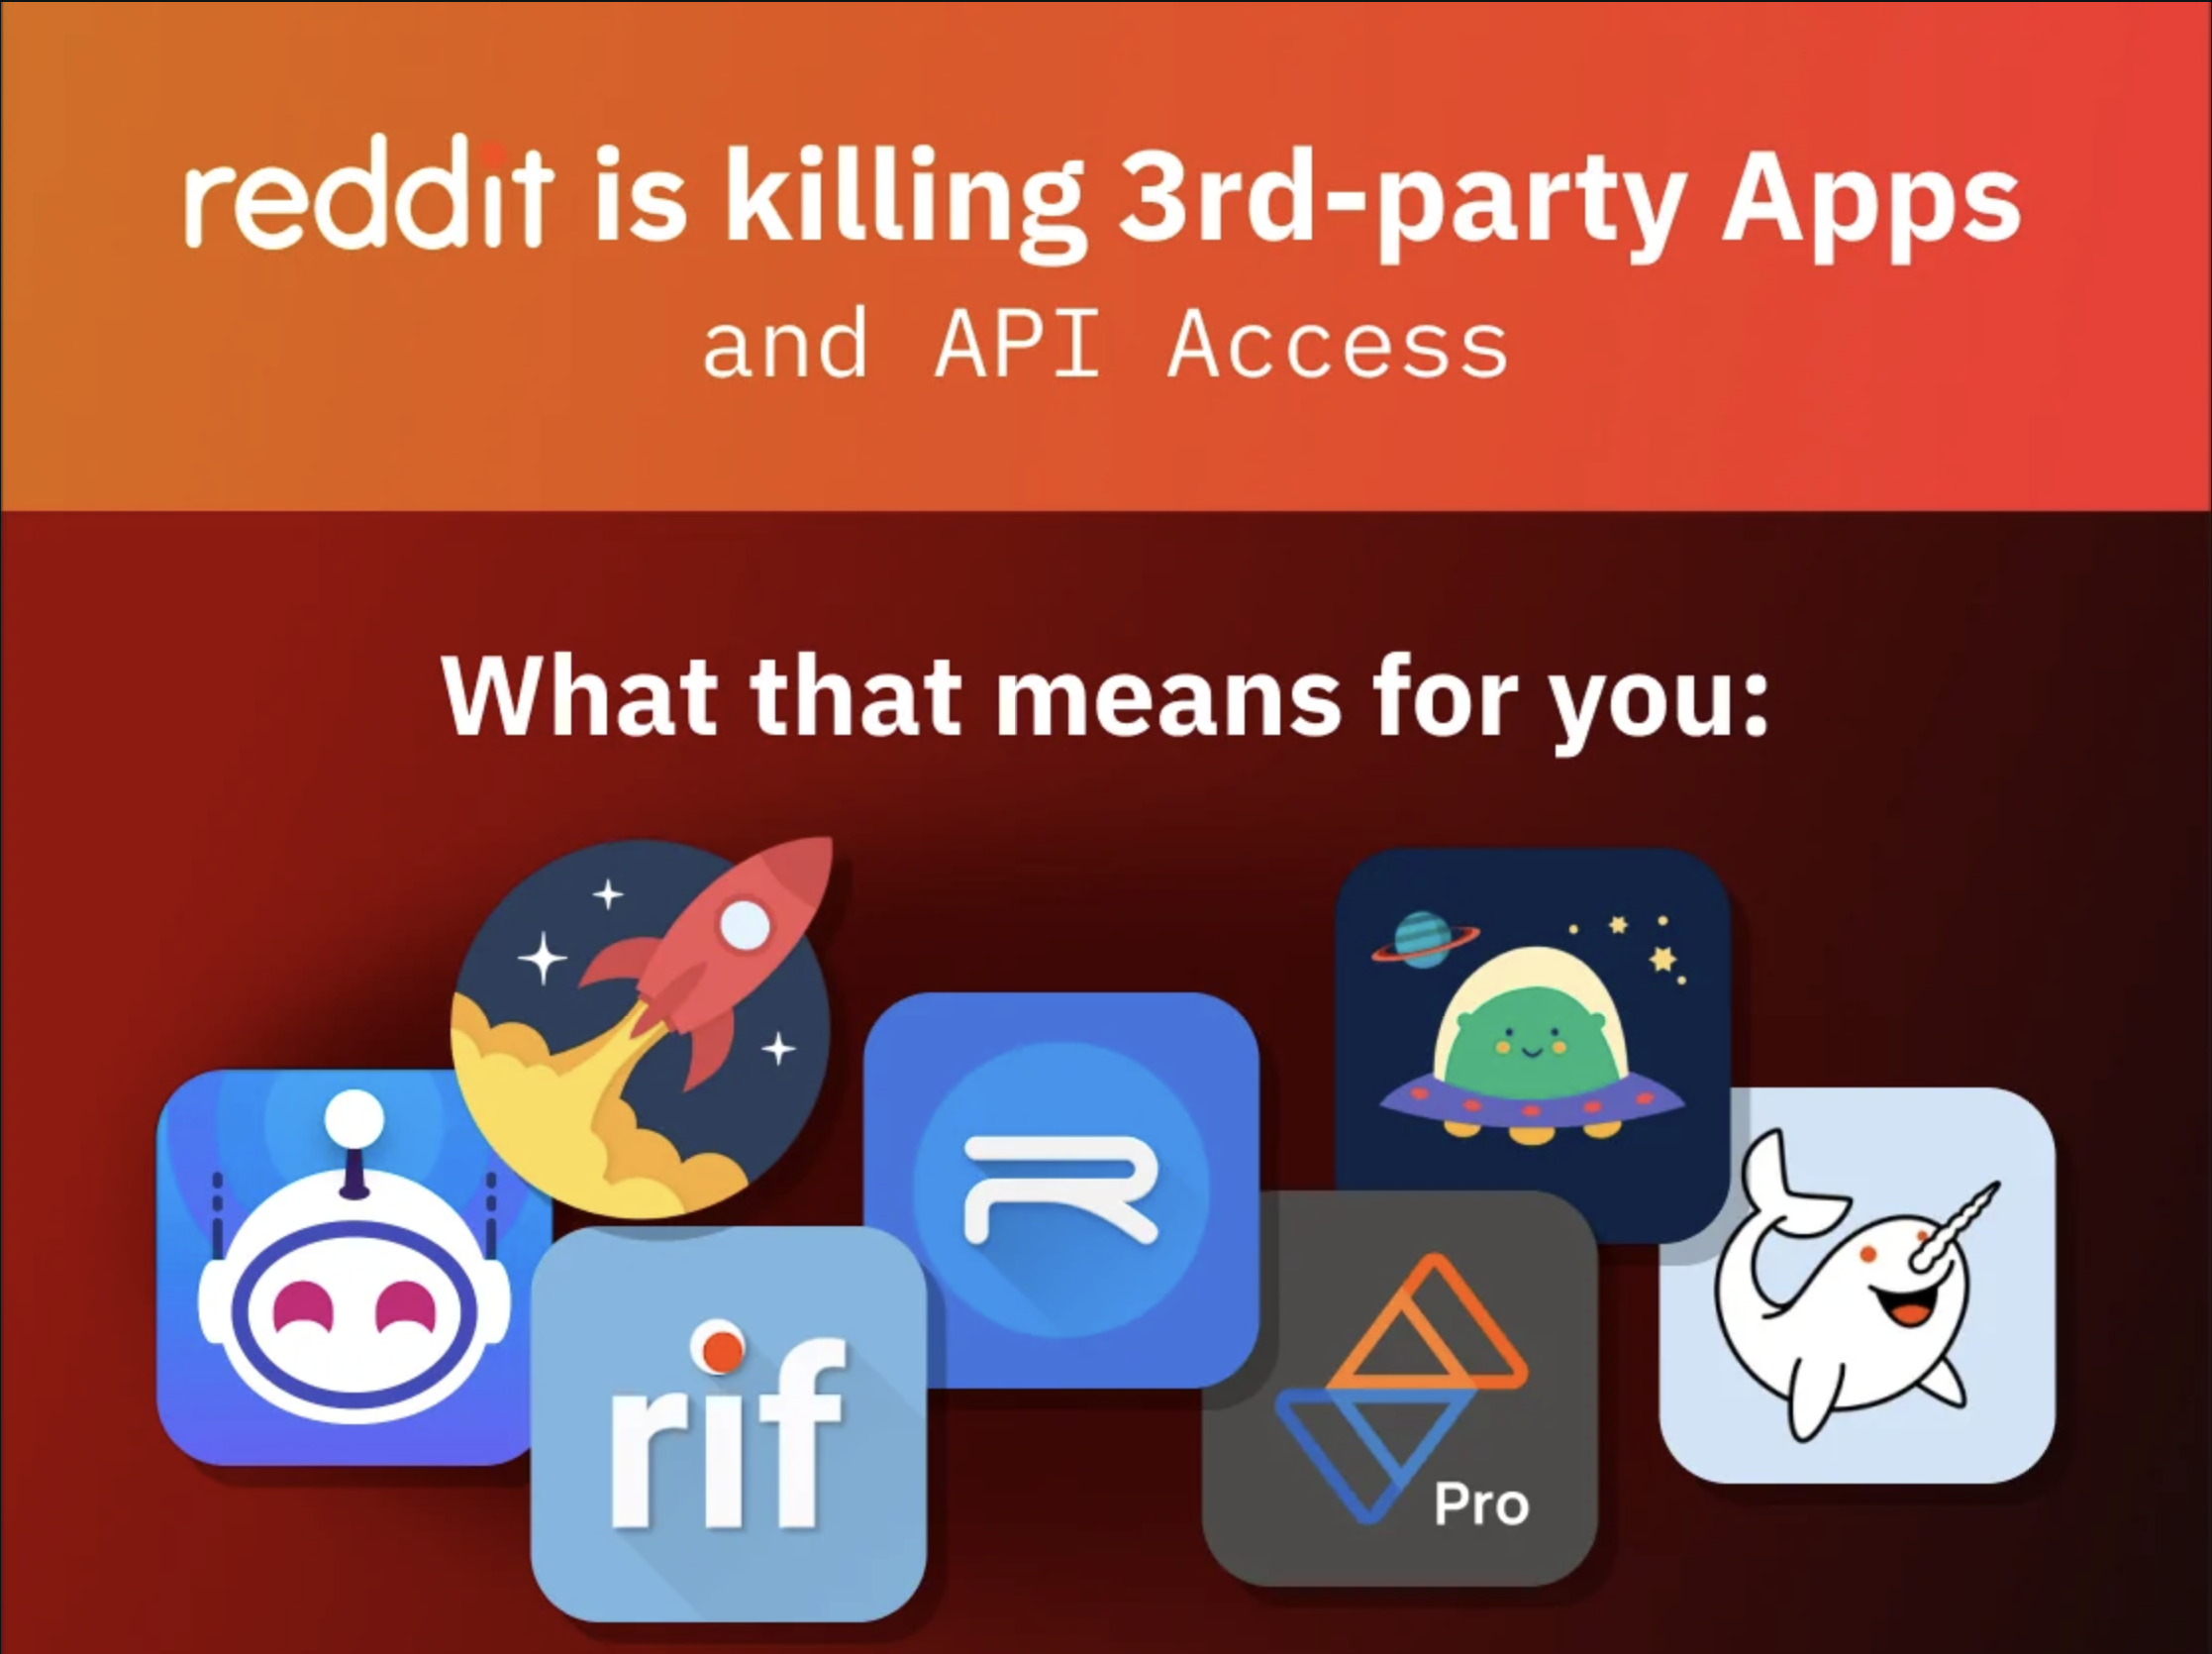 reddit is killing 3rd-party Apps
and API Access
What that means for you:
rif
Pro